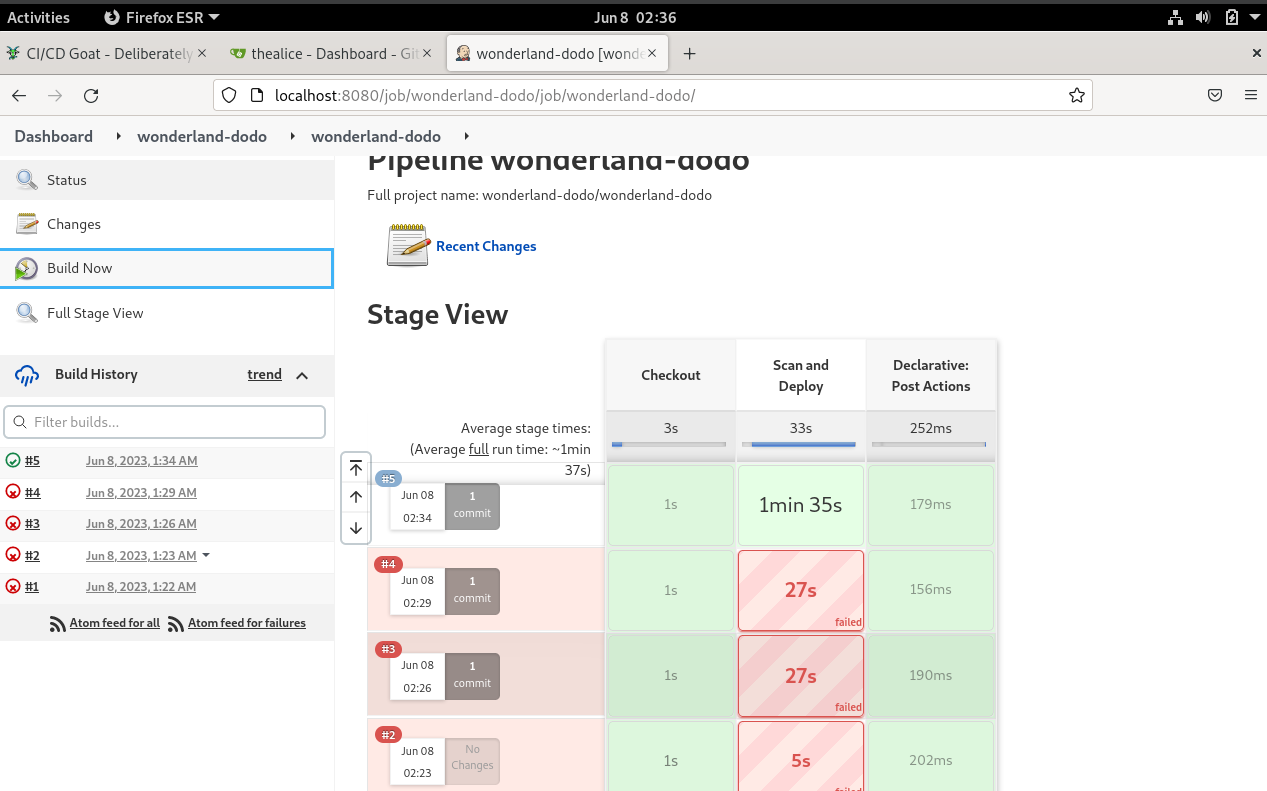 Activities Firefox ESR Jun 8 02:36
CI/CD Goat - Deliberately thealice - Dashboard - Git wonderland-dodo [wonde
localhost:8080/job/wonderland-dodo/job/wonderland-dodo/
Dashboard wonderland-dodo wonderland-dodo
Status
Changes
Build Now
Full Stage View
Build History trend
Filter builds...
#5 Jun 8, 2023, 1:34 AM
#4 Jun 8, 2023, 1:29 AM
#3 Jun 8, 2023, 1:26 AM
#2 Jun 8, 2023, 1:23 AM
#1 Jun 8, 2023, 1:22 AM
Atom feed for all Atom feed for failures
Pipeline wonderland-dodo
Full project name: wonderland-dodo/wonderland-dodo
Recent Changes
Stage View
Checkout
Scan and
Deploy
Declarative:
Post Actions
Average stage times:
(Average full run time: ~1min
37s)
3s 33s 252ms
#5
Jun 08
02:34
1
commit
1s 1min 35s 179ms
#4
Jun 08
02:29
1
commit
1s 27s 156ms
failed
#3
Jun 08
02:26
1
commit
1s 27s 190ms
failed
#2
Jun 08
02:23
No
Changes
1s 5s 202ms
failed